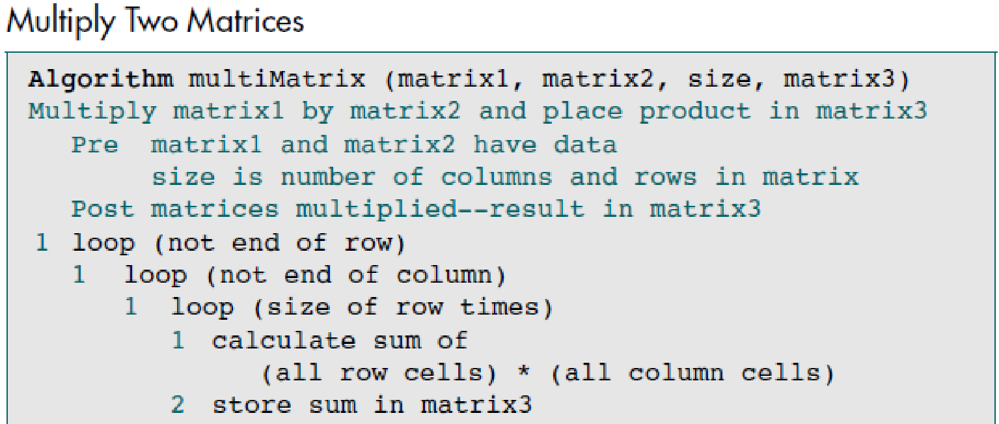 Multiply Two Matrices
Algorithm multiMatrix (matrix1, matrix2, size, matrix3)
Multiply matrix1 by matrix2 and place product in matrix3
Pre matrix1 and matrix2 have data
size is number of columns and rows in matrix
Post matrices multiplied--result in matrix3
1 loop (not end of row)
1 loop (not end of column)
1 loop (size of row times)
1 calculate sum of
(all row cells) * (all column cells)
2 store sum in matrix3